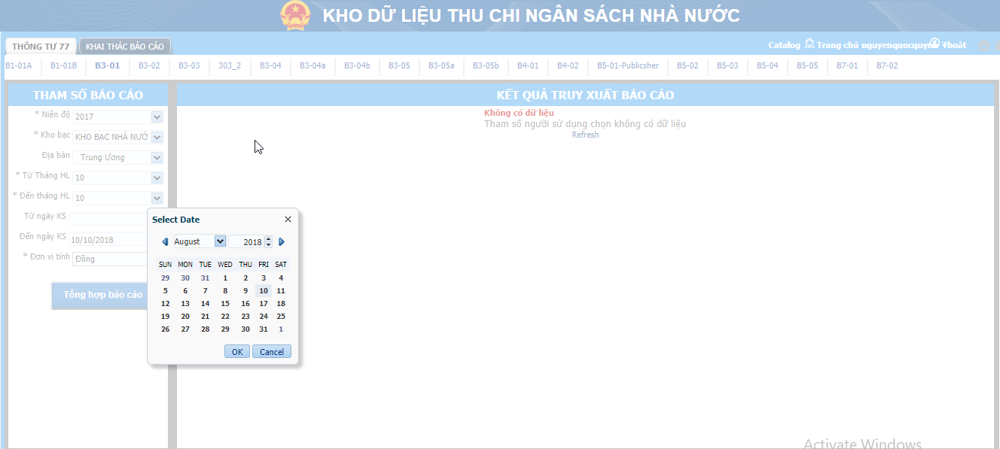 KHO DỮ LIỆU THU CHI NGÂN SÁCH NHÀ NƯỚC
THÔNG TƯ 77 KHAI THÁC BÁO CÁO Catalog Trang chủ nguyenquocquynh Thoát
B1-01A B1-01B B3-01 B3-02 B3-03 303_2 B3-04 B3-04a B3-04b B3-05 B3-05a B3-05b B4-01 B4-02 B5-01-Publicsher B5-02 B5-03 B5-04 B5-05 B7-01 B7-02
THAM SỐ BÁO CÁO
* Niên độ 2017
* Kho bạc KHO BẠC NHÀ NƯỚ
Địa bàn Trung Ương
* Từ Tháng HL 10
* Đến tháng HL 10
Từ ngày KS
Đến ngày KS 10/10/2018
* Đơn vị tính Đồng
Tổng hợp báo cáo
KẾT QUẢ TRUY XUẤT BÁO CÁO
Không có dữ liệu
Tham số người sử dụng chọn không có dữ liệu
Refresh
Select Date
August 2018
SUN MON TUE WED THU FRI SAT
29 30 31 1 2 3 4
5 6 7 8 9 10 11
12 13 14 15 16 17 18
19 20 21 22 23 24 25
26 27 28 29 30 31 1
OK Cancel
Activate Windows